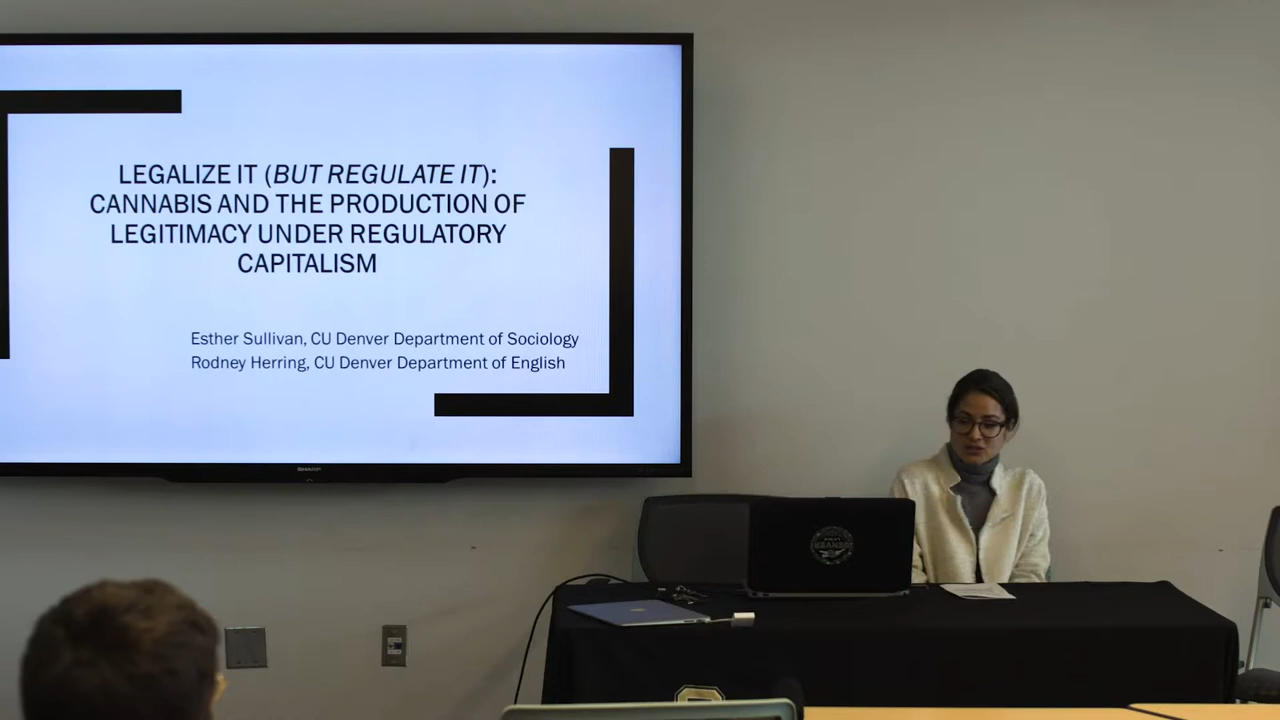 LEGALIZE IT (BUT REGULATE IT):
CANNABIS AND THE PRODUCTION OF
LEGITIMACY UNDER REGULATORY
CAPITALISM
Esther Sullivan, CU Denver Department of Sociology
Rodney Herring, CU Denver Department of English
SHARP